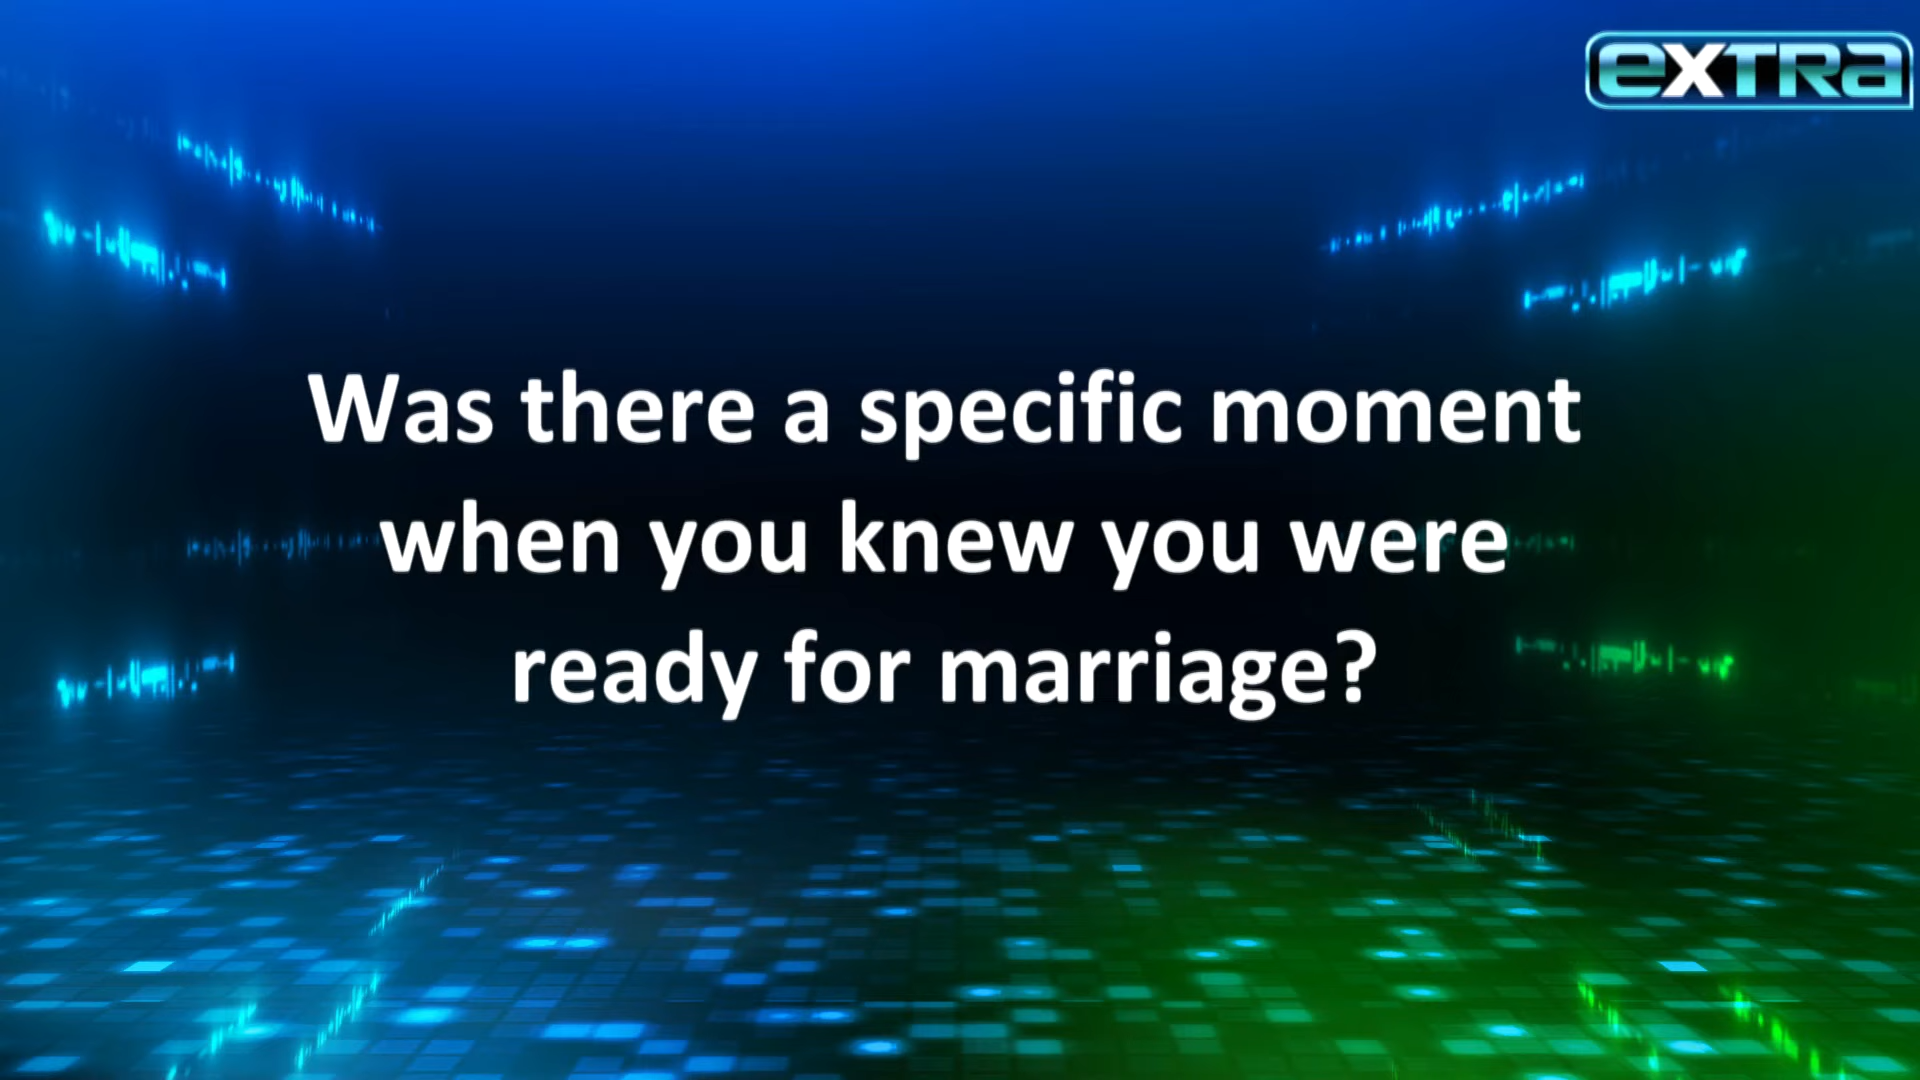 eXTRa
Was there a specific moment
when you knew you were
ready for marriage?